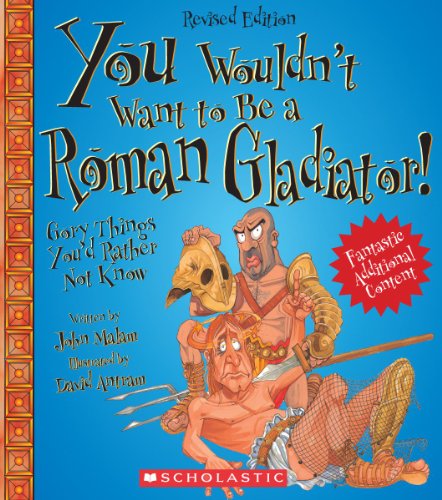 Revised Edition
You Wouldn't
Want to Be a
Roman Gladiator!
Gory Things
You'd Rather
Not Know
Written by
John Malam
Illustrated by
David Antram
Fantastic
Additional
Content
SCHOLASTIC